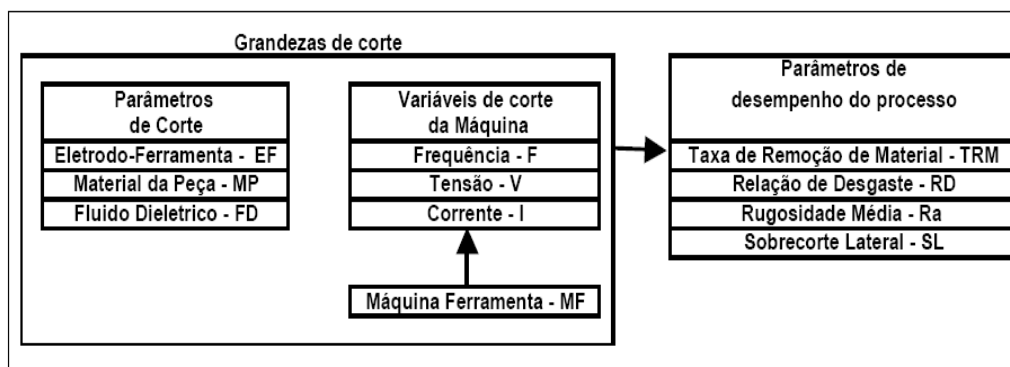 Grandezas de corte
Parâmetros
de Corte
Eletrodo-Ferramenta - EF
Material da Peça - MP
Fluido Dieletrico - FD
Variáveis de corte
da Máquina
Frequência - F
Tensão - V
Corrente - I
Máquina Ferramenta - MF
Parâmetros de
desempenho do processo
Taxa de Remoção de Material - TRM
Relação de Desgaste - RD
Rugosidade Média - Ra
Sobrecorte Lateral - SL